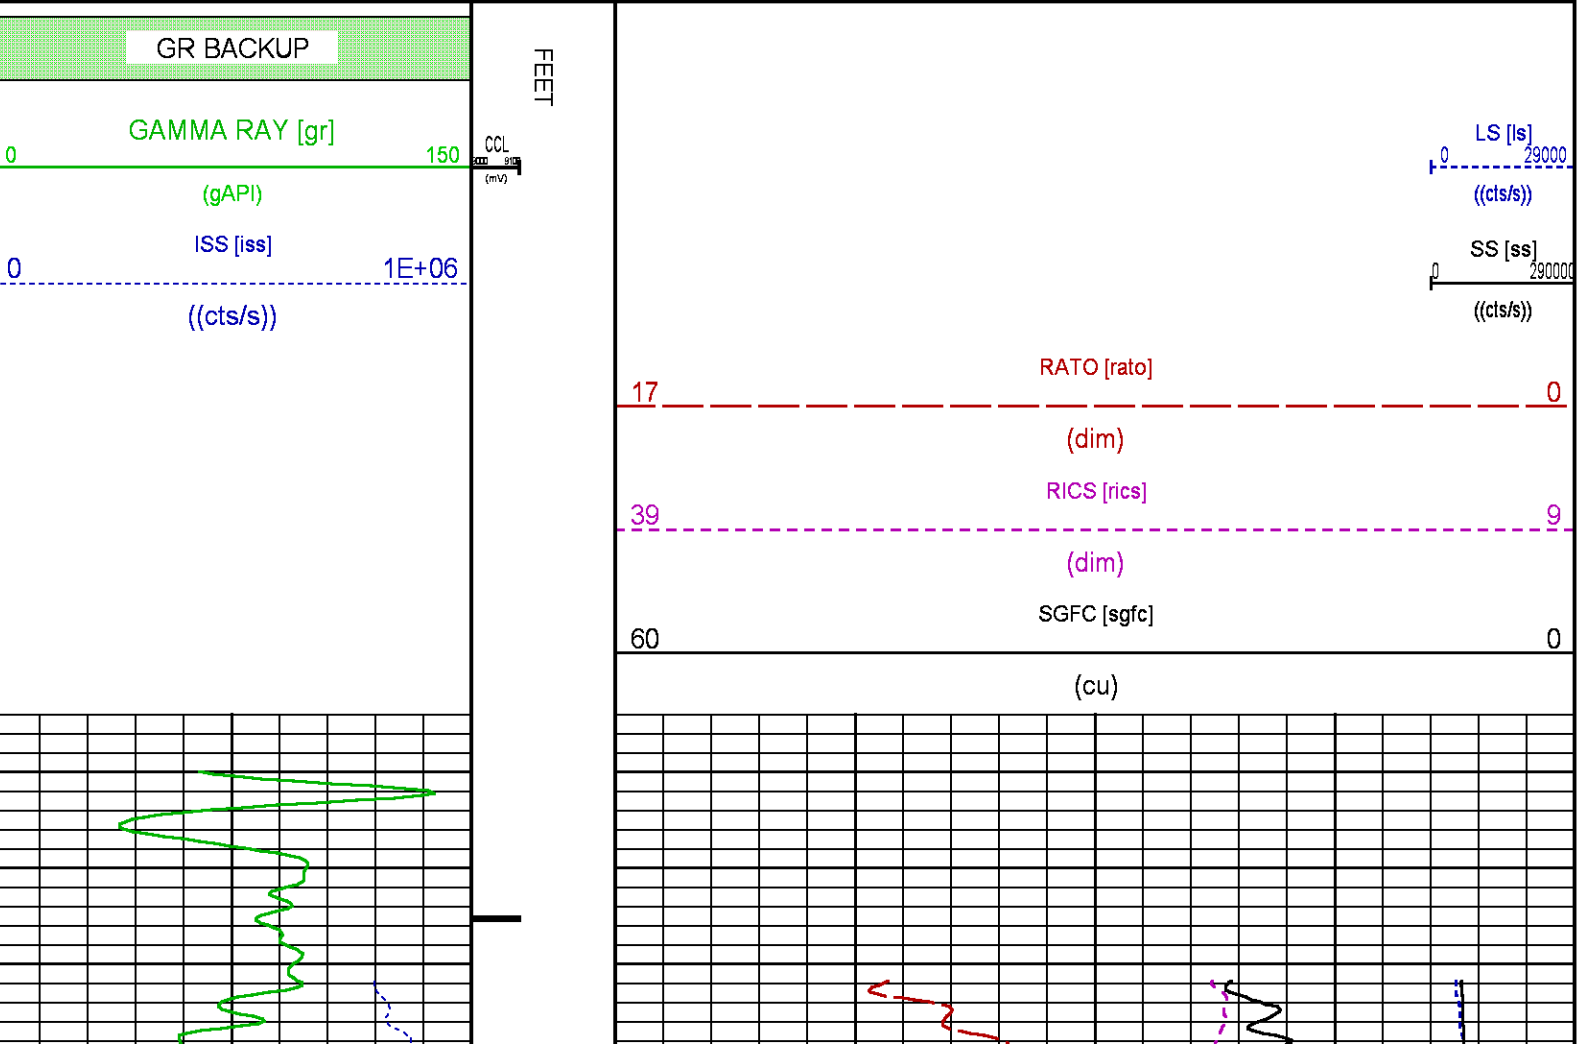 GR BACKUP
FEET
GAMMA RAY [gr]
0 150
(gAPI)
CCL
(mV)
ISS [iss]
0 1E+06
((cts/s))
LS [ls]
0 29000
((cts/s))
SS [ss]
0 290000
((cts/s))
RATO [rato]
17 0
(dim)
RICS [rics]
39 9
(dim)
SGFC [sgfc]
60 0
(cu)